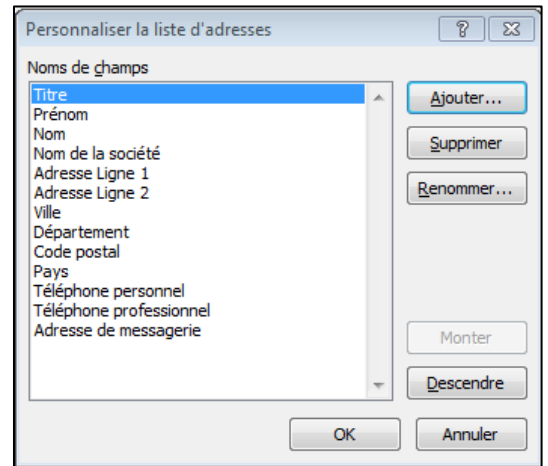 Personnaliser la liste d'adresses
Noms de champs
Titre
Prénom
Nom
Nom de la société
Adresse Ligne 1
Adresse Ligne 2
Ville
Département
Code postal
Pays
Téléphone personnel
Téléphone professionnel
Adresse de messagerie
Ajouter...
Supprimer
Renommer...
Monter
Descendre
OK
Annuler